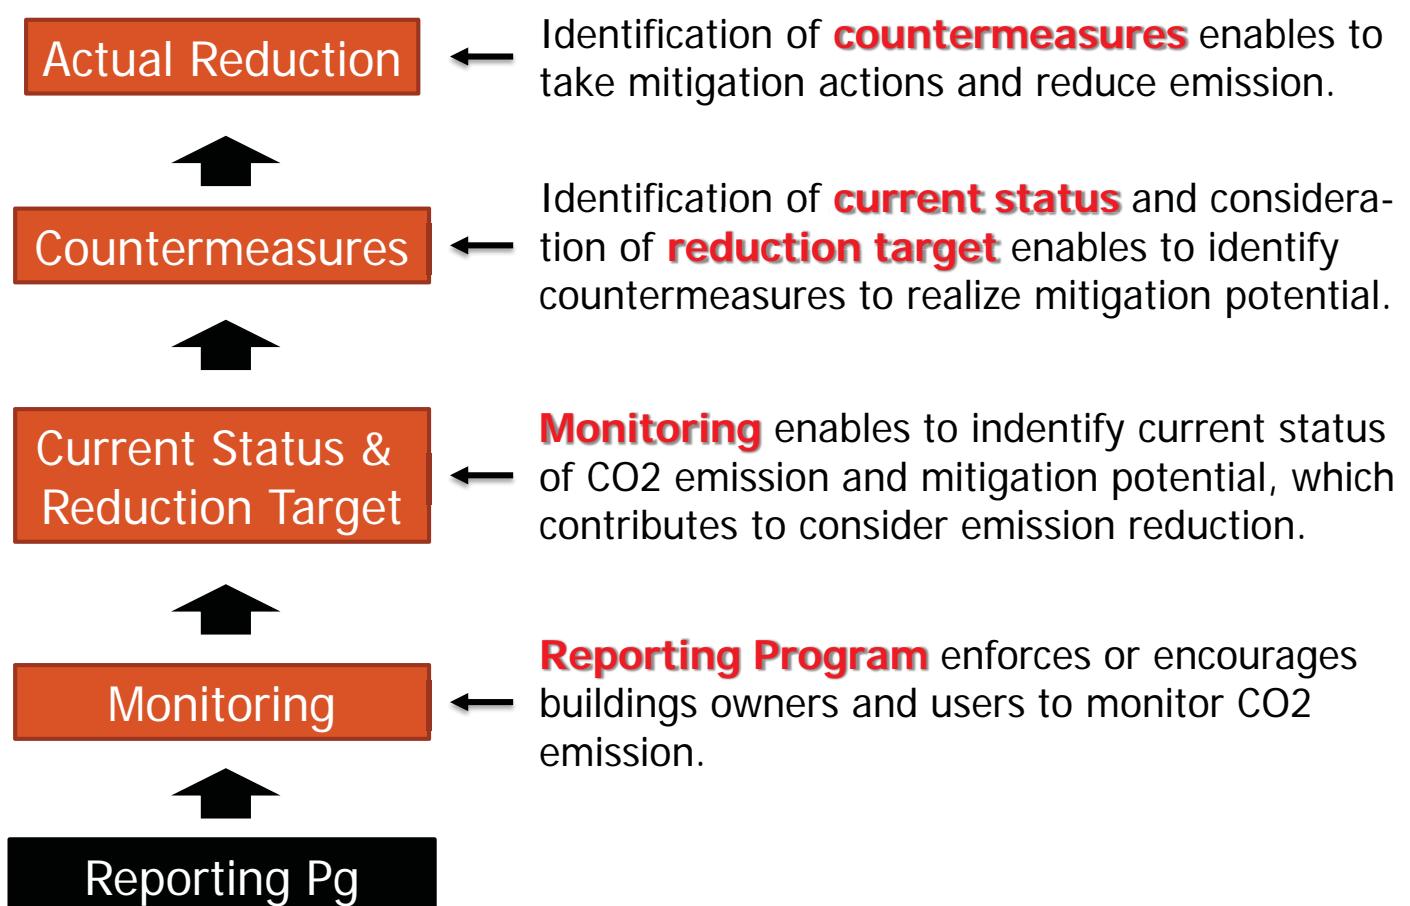 Actual Reduction
Identification of countermeasures enables to
take mitigation actions and reduce emission.
Countermeasures
Identification of current status and considera-
tion of reduction target enables to identify
countermeasures to realize mitigation potential.
Current Status &
Reduction Target
Monitoring enables to indentify current status
of CO2 emission and mitigation potential, which
contributes to consider emission reduction.
Monitoring
Reporting Program enforces or encourages
buildings owners and users to monitor CO2
emission.
Reporting Pg